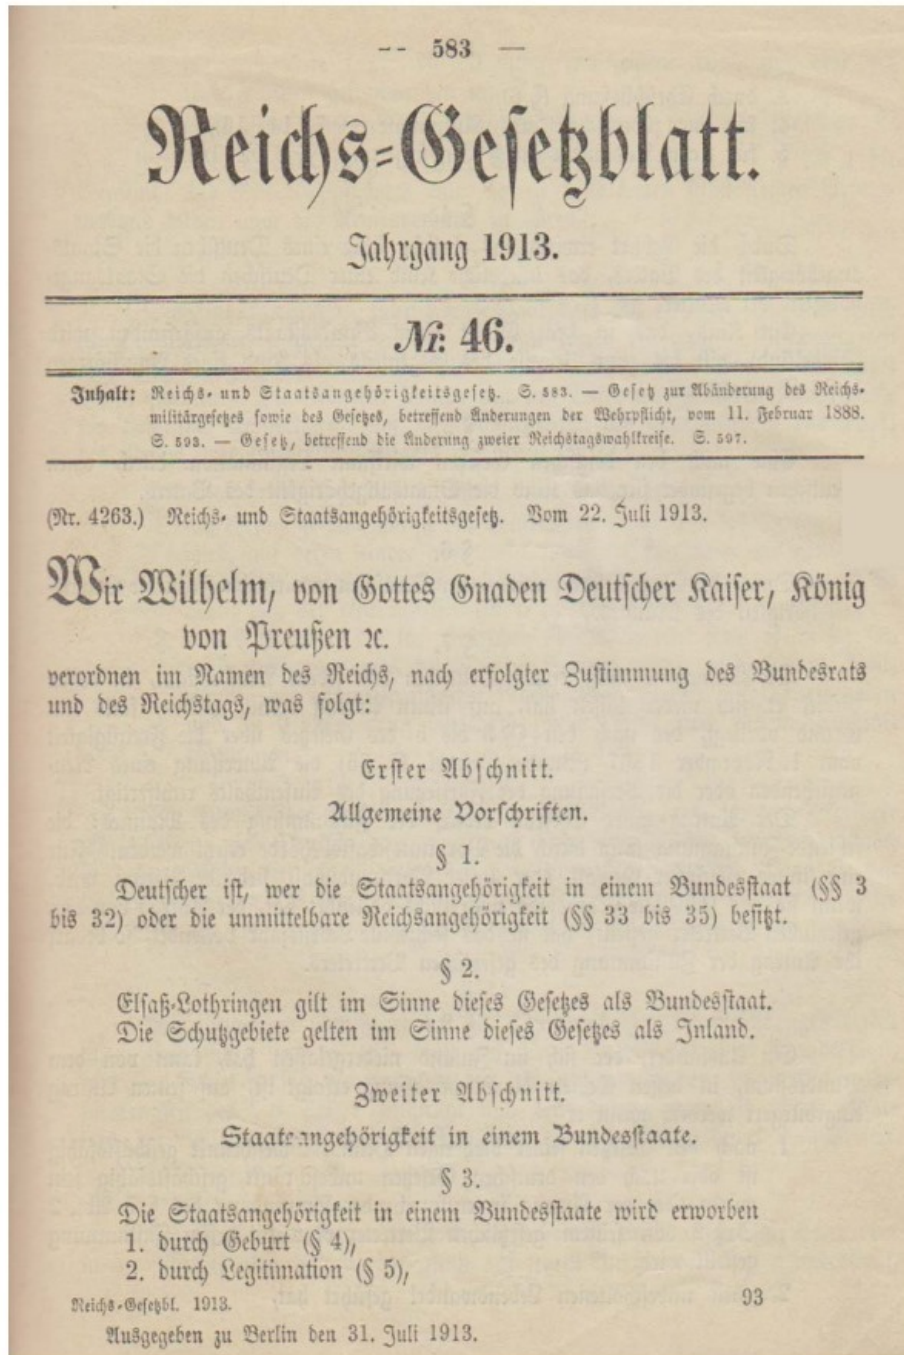 -- 583 —
Reichs-Gesetzblatt.
Jahrgang 1913.
Nr. 46.
Inhalt: Reichs- und Staatsangehörigkeitsgesetz. S. 583. — Gesetz zur Abänderung des Reichs-
militärgesetzes sowie des Gesetzes, betreffend Änderungen der Wehrpflicht, vom 11. Februar 1888.
S. 593. — Gesetz, betreffend die Änderung zweier Reichstagswahlkreise. S. 597.
(Nr. 4263.) Reichs- und Staatsangehörigkeitsgesetz. Vom 22. Juli 1913.
Wir Wilhelm, von Gottes Gnaden Deutscher Kaiser, König
von Preußen ꝛc.
verordnen im Namen des Reichs, nach erfolgter Zustimmung des Bundesrats
und des Reichstags, was folgt:
Erster Abschnitt.
Allgemeine Vorschriften.
§ 1.
Deutscher ist, wer die Staatsangehörigkeit in einem Bundesstaat (§§ 3
bis 32) oder die unmittelbare Reichsangehörigkeit (§§ 33 bis 35) besitzt.
§ 2.
Elsaß-Lothringen gilt im Sinne dieses Gesetzes als Bundesstaat.
Die Schutzgebiete gelten im Sinne dieses Gesetzes als Inland.
Zweiter Abschnitt.
Staatsangehörigkeit in einem Bundesstaate.
§ 3.
Die Staatsangehörigkeit in einem Bundesstaate wird erworben
1. durch Geburt (§ 4),
2. durch Legitimation (§ 5),
Reichs-Gesetzbl. 1913. 93
Ausgegeben zu Berlin den 31. Juli 1913.